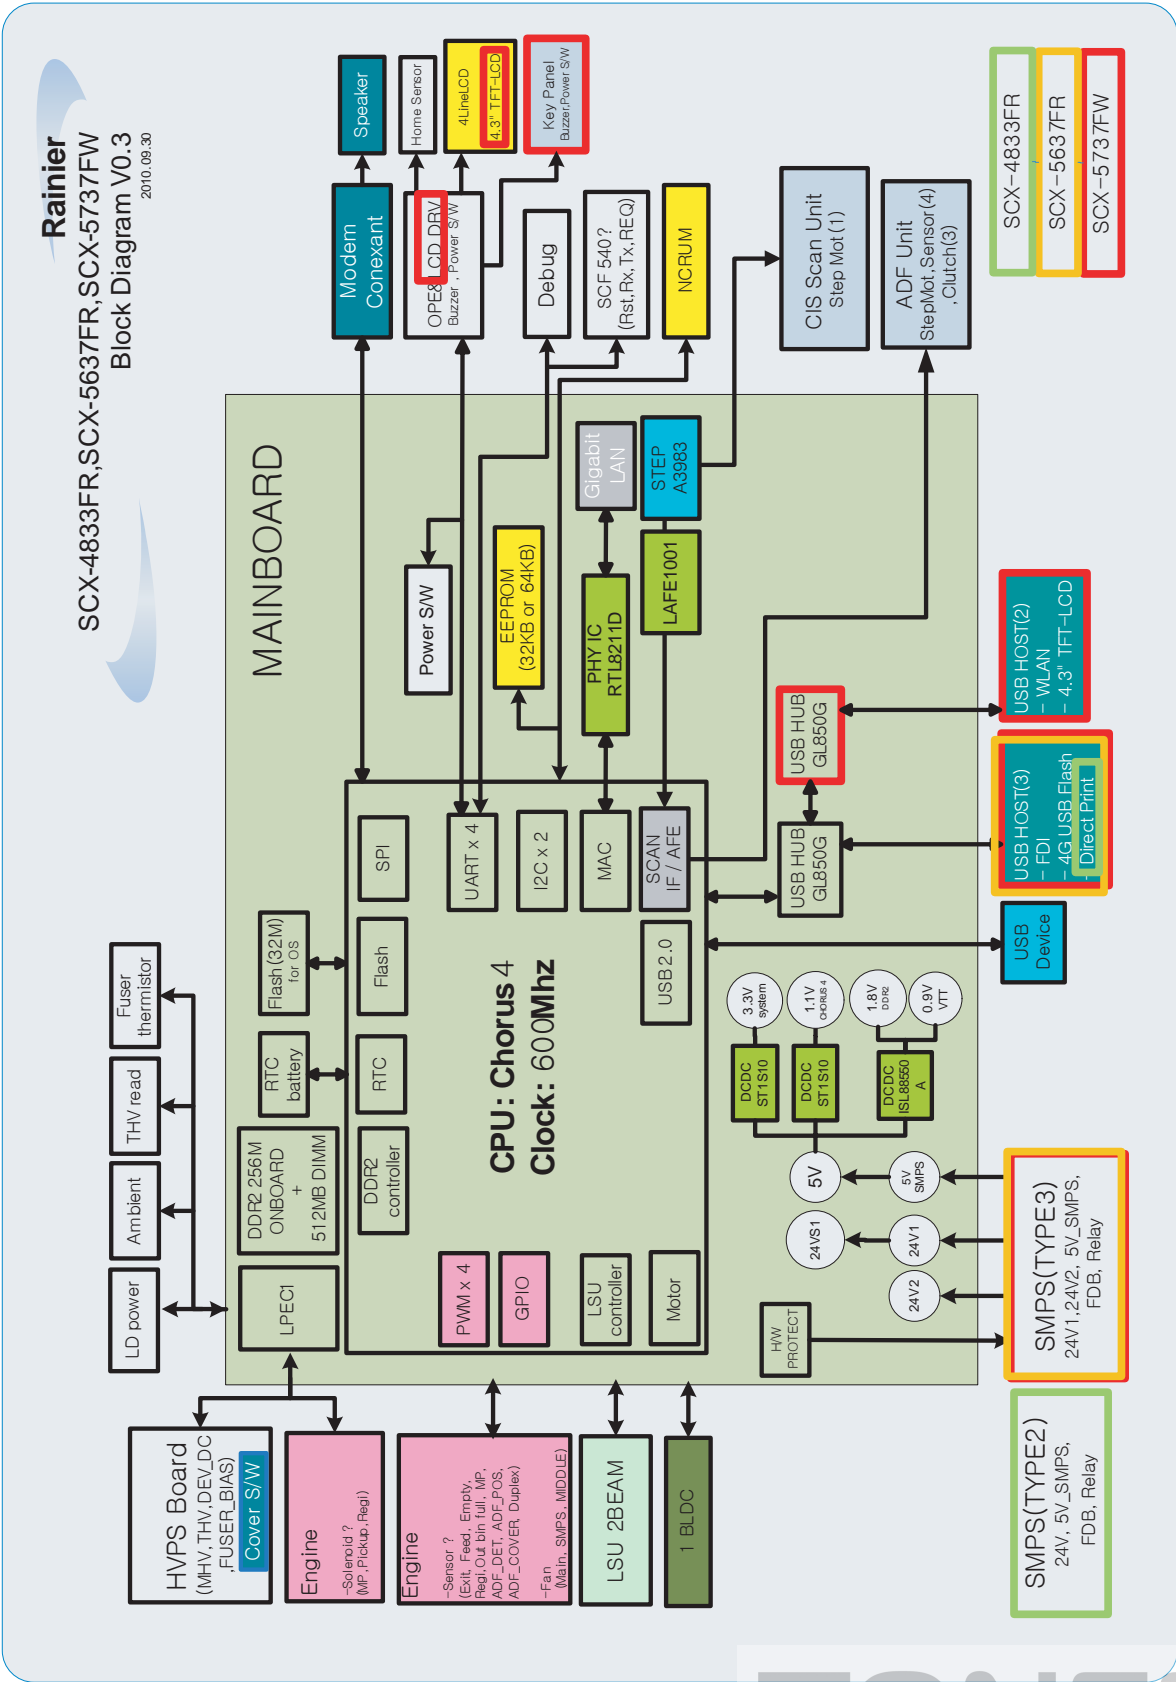 Rainier
SCX-4833FR,SCX-5637FR,SCX-5737FW
Block Diagram V0.3
2010.09.30
MAINBOARD
HVPS Board
(MHV,THV,DEV_DC
,FUSER_BIAS)
Cover S/W
Engine
-Solenoid ?
(MP,Pickup,Regi)
Engine
-Sensor ?
(Exit, Feed, Empty,
Regi,Out bin full, MP,
ADF_DET, ADF_POS,
ADF_COVER, Duplex)
-Fan
(Main, SMPS, MIDDLE)
LSU 2BEAM
1 BLDC
LD power
Ambient
THV read
Fuser
thermistor
LPEC1
DDR2 256M
ONBOARD
+
512MB DIMM
RTC
battery
Flash(32M)
for OS
DDR2
controller
RTC
Flash
SPI
PWM x 4
GPIO
LSU
controller
Motor
CPU: Chorus 4
Clock: 600Mhz
UART x 4
I2C x 2
MAC
SCAN
IF / AFE
USB 2.0
Power S/W
EEPROM
(32KB or 64KB)
PHY IC
RTL8211D
Gigabit
LAN
LAFE1001
STEP
A3983
USB HUB
GL850G
USB HUB
GL850G
Modem
Conexant
Speaker
OPE&LCD DRV
Buzzer , Power S/W
Home Sensor
4LineLCD
4.3" TFT-LCD
Key Panel
Buzzer,Power S/W
Debug
SCF 540?
(Rst,Rx,Tx,REQ)
NCRUM
CIS Scan Unit
Step Mot(1)
ADF Unit
StepMot,Sensor(4)
,Clutch(3)
H/W
PROTECT
24V2
24V1
24VS1
5V
SMPS
5V
DCDC
ST1S10
DCDC
ST1S10
DCDC
ISL88550
A
3.3V
system
1.1V
CHORUS 4
1.8V
DDR2
0.9V
VTT
SMPS(TYPE2)
24V, 5V_SMPS,
FDB, Relay
SMPS(TYPE3)
24V1,24V2, 5V_SMPS,
FDB, Relay
USB
Device
USB HOST(3)
- FDI
- 4G USB Flash
- Direct Print
USB HOST(2)
- WLAN
- 4.3" TFT-LCD
SCX-4833FR
SCX-5637FR
SCX-5737FW